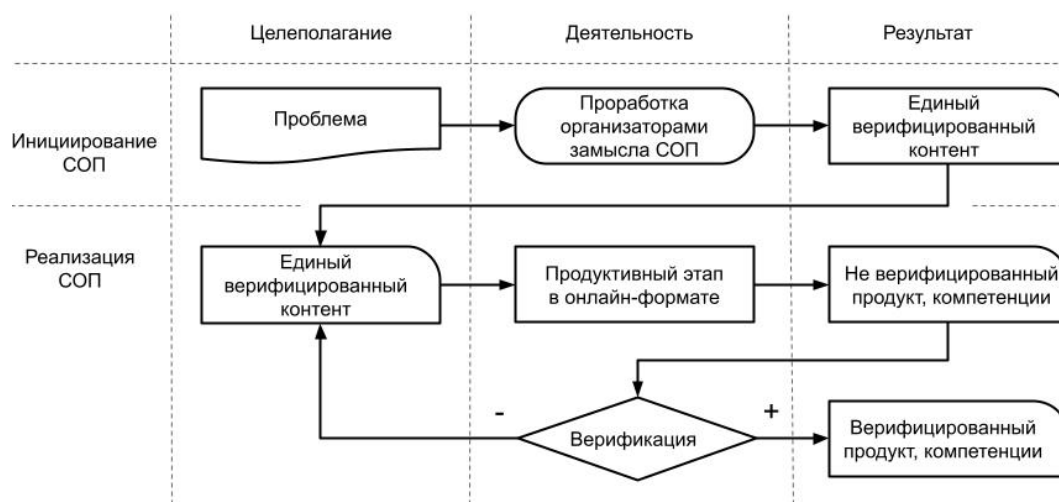 Целеполагание
Деятельность
Результат
Инициирование
СОП
Проблема
Проработка
организаторами
замысла СОП
Единый
верифицированный
контент
Реализация
СОП
Единый
верифицированный
контент
Продуктивный этап
в онлайн-формате
Не верифицированный
продукт, компетенции
-
Верификация
+
Верифицированный
продукт, компетенции